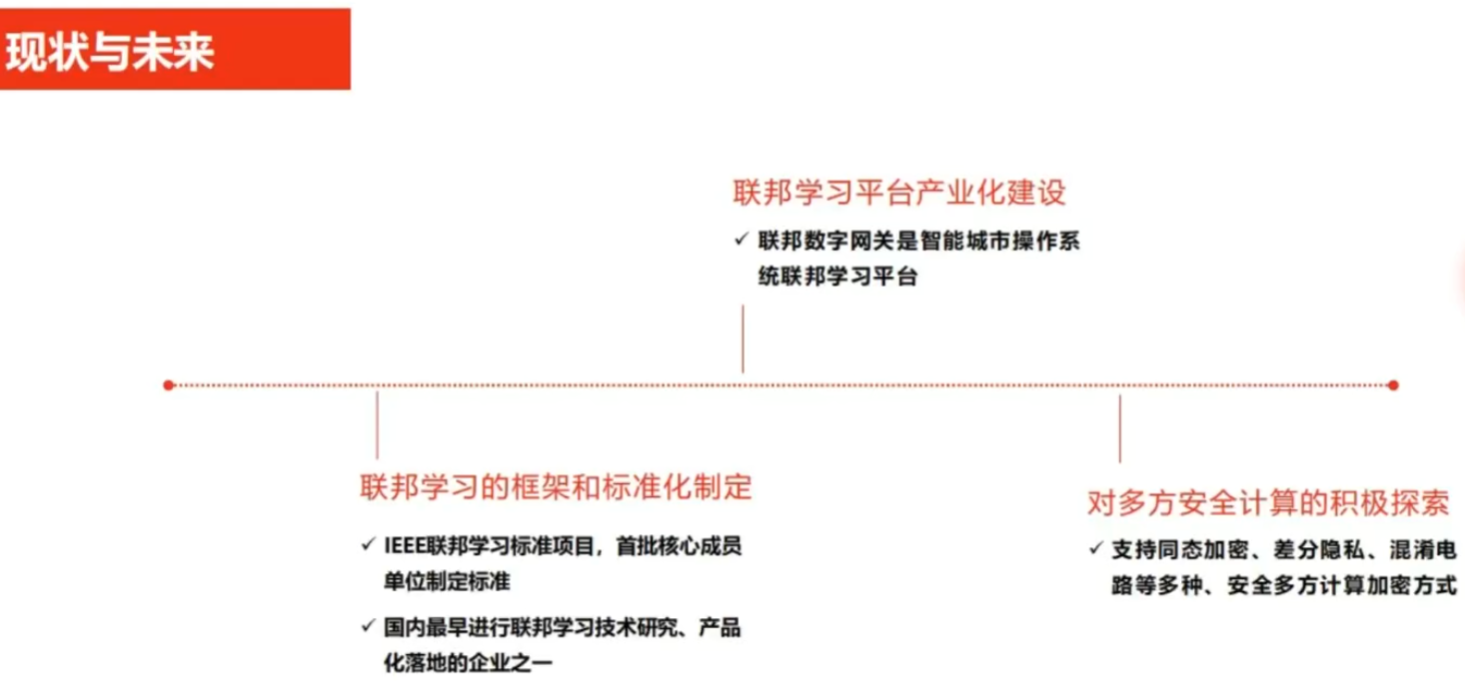 现状与未来
联邦学习平台产业化建设
✓ 联邦数字网关是智能城市操作系
统联邦学习平台
联邦学习的框架和标准化制定
✓ IEEE联邦学习标准项目，首批核心成员
单位制定标准
✓ 国内最早进行联邦学习技术研究、产品
化落地的企业之一
对多方安全计算的积极探索
✓ 支持同态加密、差分隐私、混淆电
路等多种、安全多方计算加密方式